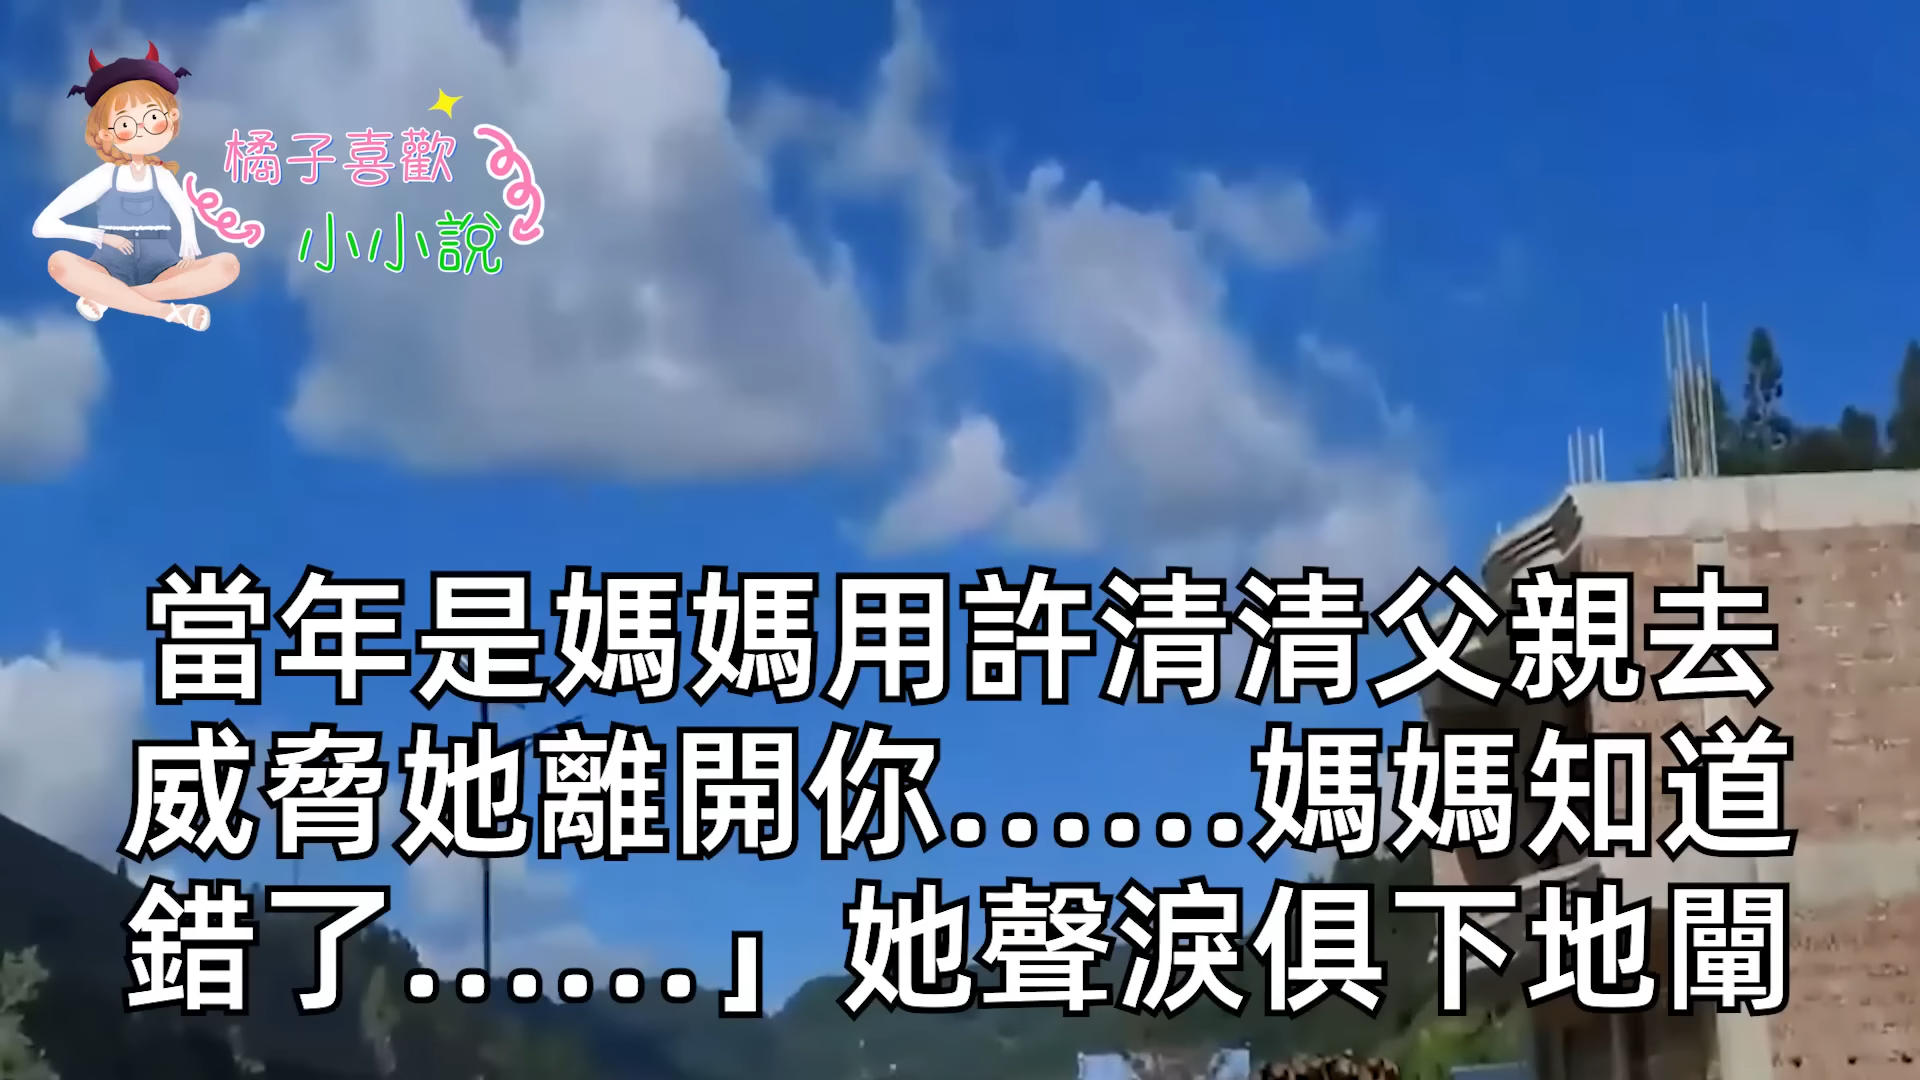 橘子喜歡
小小說
當年是媽媽用許清清父親去
威脅她離開你......媽媽知道
錯了......」她聲淚俱下地闡